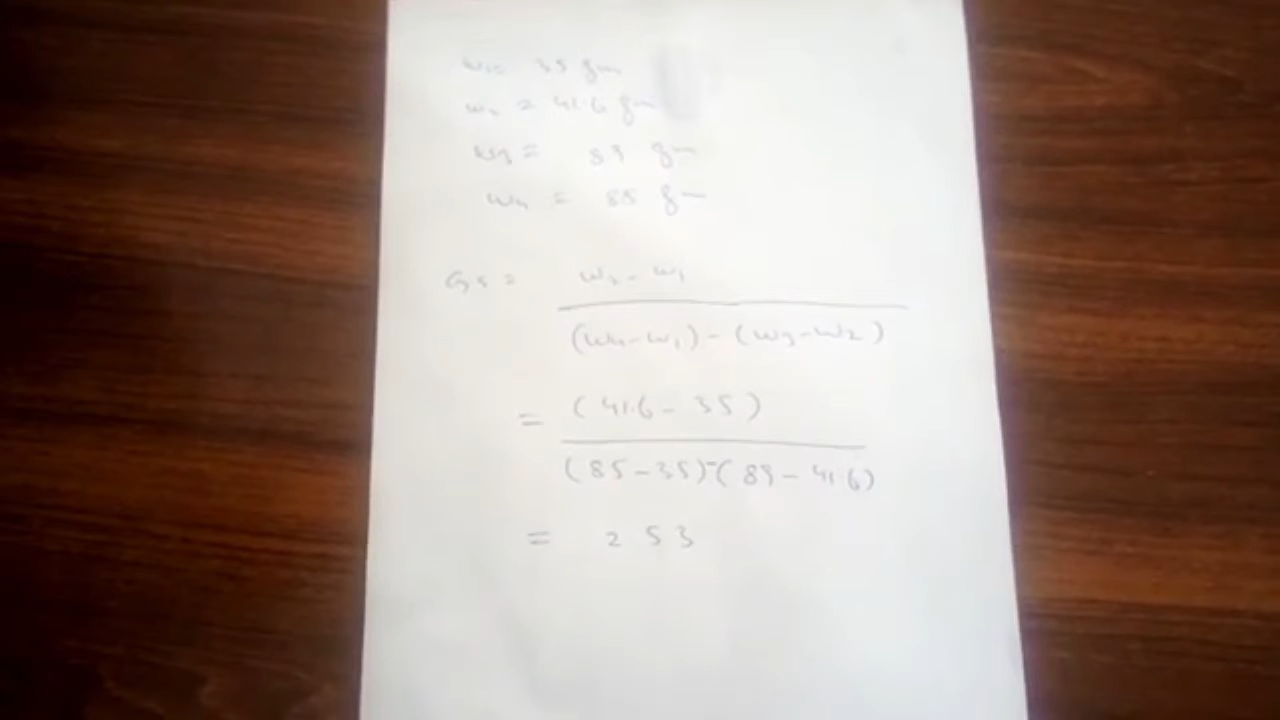 w1= 35 gm
w2 = 41.6 gm
w3 = 89 gm
w4 = 85 gm
Gs = w2 - w1
(w4-w1) - (w3-w2)
= (41.6 - 35)
(85-35)-(89-41.6)
= 2 53